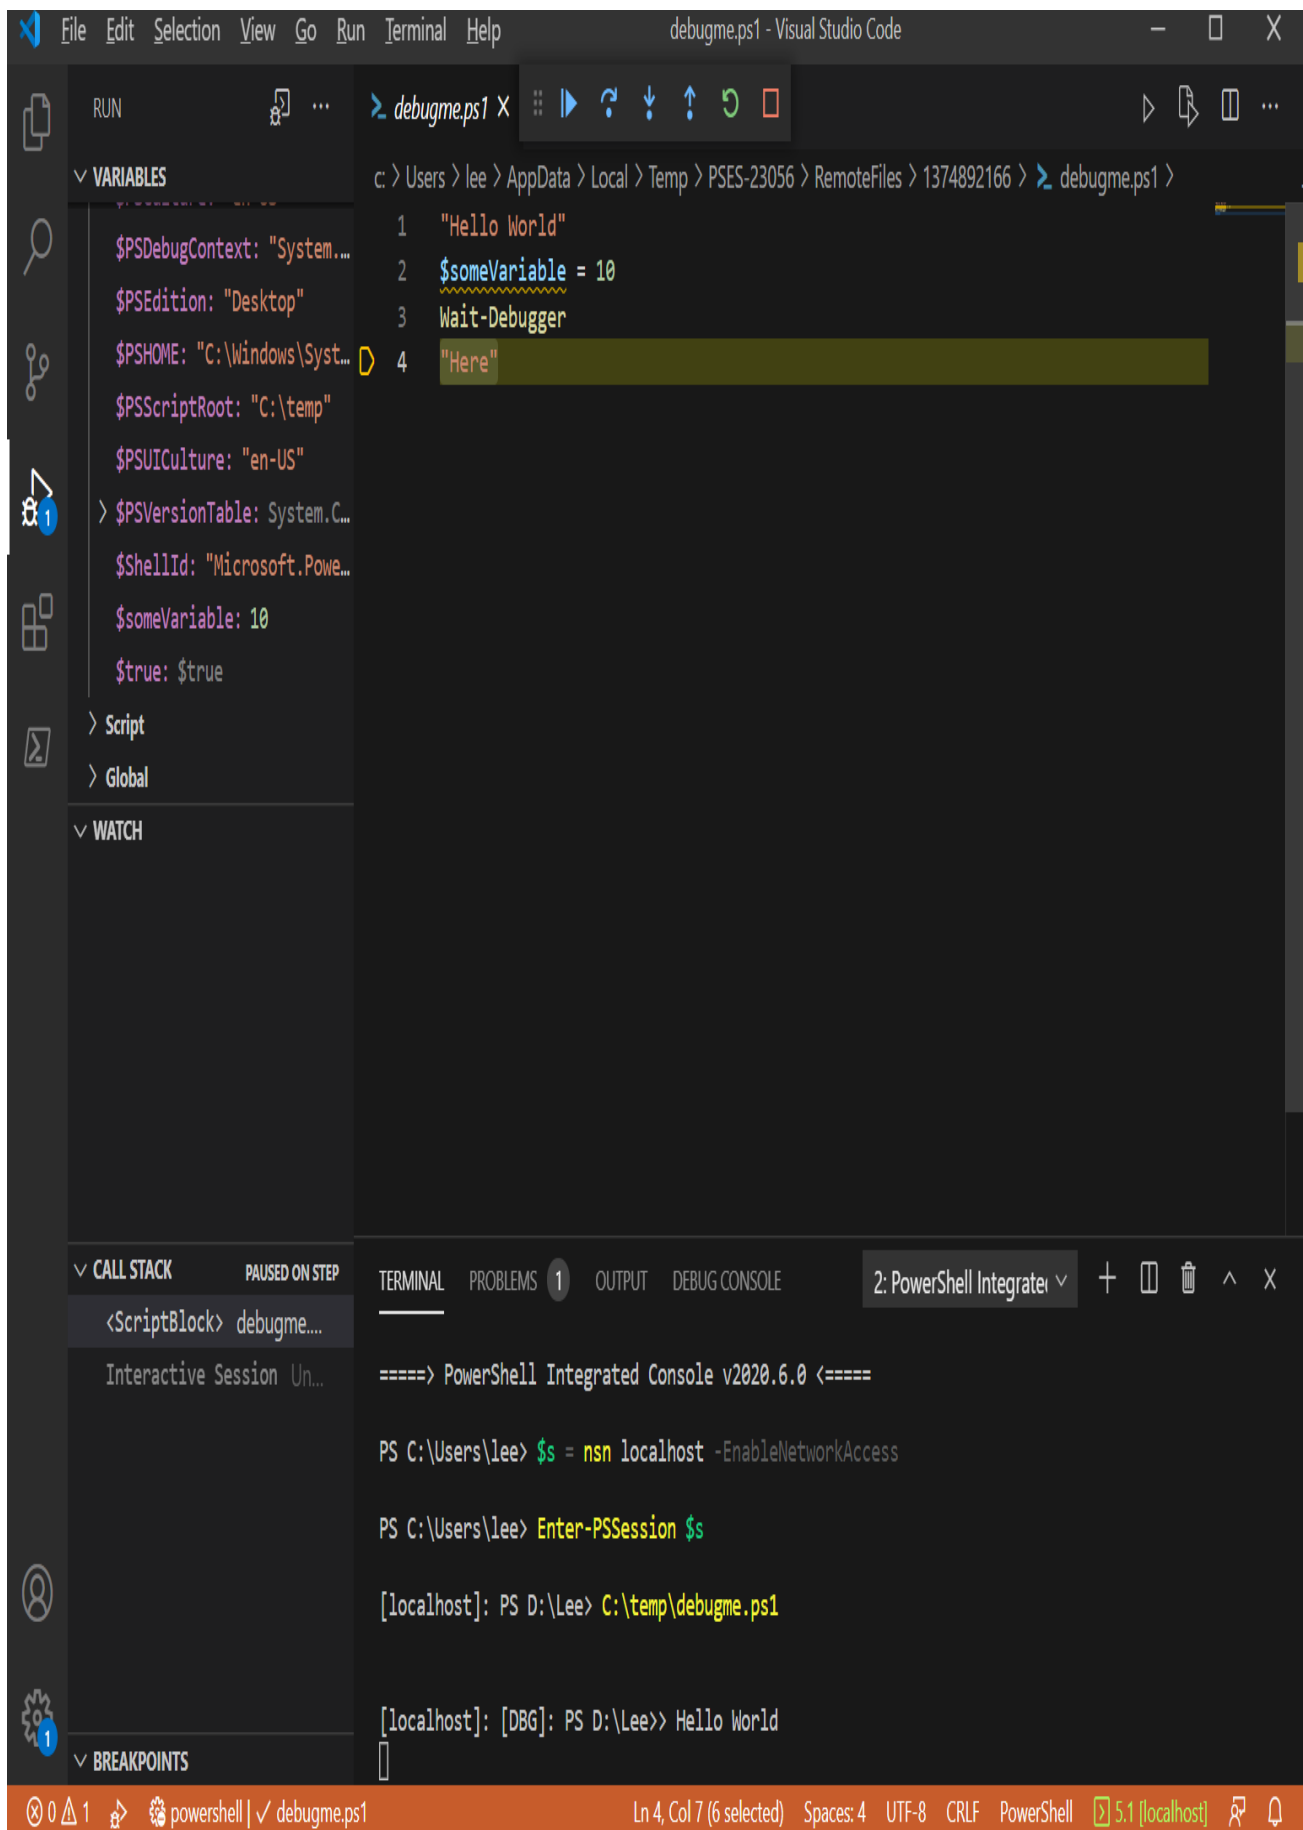 File Edit Selection View Go Run Terminal Help debugme.ps1 - Visual Studio Code
RUN
VARIABLES
$PSDebugContext: "System.…
$PSEdition: "Desktop"
$PSHOME: "C:\Windows\Syst…
$PSScriptRoot: "C:\temp"
$PSUICulture: "en-US"
$PSVersionTable: System.C…
$ShellId: "Microsoft.Powe…
$someVariable: 10
$true: $true
Script
Global
WATCH
CALL STACK PAUSED ON STEP
<ScriptBlock> debugme.…
Interactive Session Un…
BREAKPOINTS
1
1
debugme.ps1
c: > Users > lee > AppData > Local > Temp > PSES-23056 > RemoteFiles > 1374892166 > debugme.ps1 >
1 "Hello World"
2 $someVariable = 10
3 Wait-Debugger
4 "Here"
TERMINAL PROBLEMS 1 OUTPUT DEBUG CONSOLE 2: PowerShell Integrate
=====> PowerShell Integrated Console v2020.6.0 <=====
PS C:\Users\lee> $s = nsn localhost -EnableNetworkAccess
PS C:\Users\lee> Enter-PSSession $s
[localhost]: PS D:\Lee> C:\temp\debugme.ps1
[localhost]: [DBG]: PS D:\Lee>> Hello World
0 1 powershell | ✓ debugme.ps1 Ln 4, Col 7 (6 selected) Spaces: 4 UTF-8 CRLF PowerShell 5.1 [localhost]